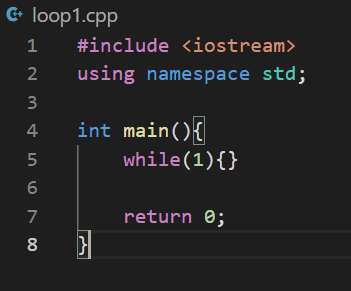 loop1.cpp
1 #include <iostream>
2 using namespace std;
3
4 int main(){
5     while(1){}
6
7     return 0;
8 }